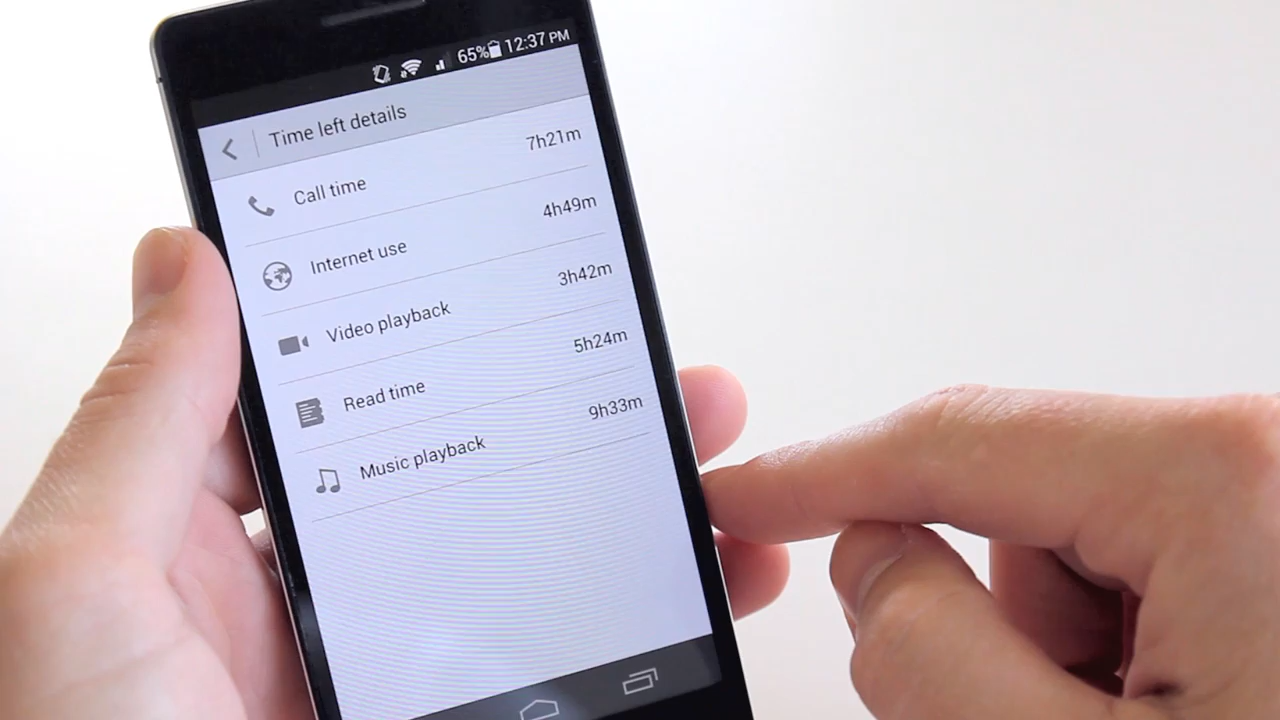 65% 12:37 PM
Time left details
Call time 7h21m
Internet use 4h49m
Video playback 3h42m
Read time 5h24m
Music playback 9h33m